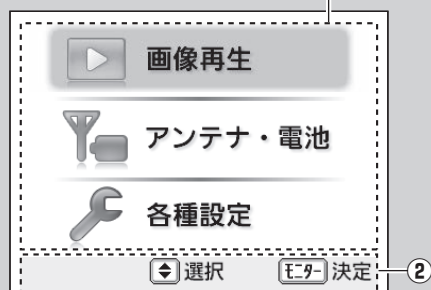 画像再生
アンテナ・電池
各種設定
選択 モニター 決定 ②